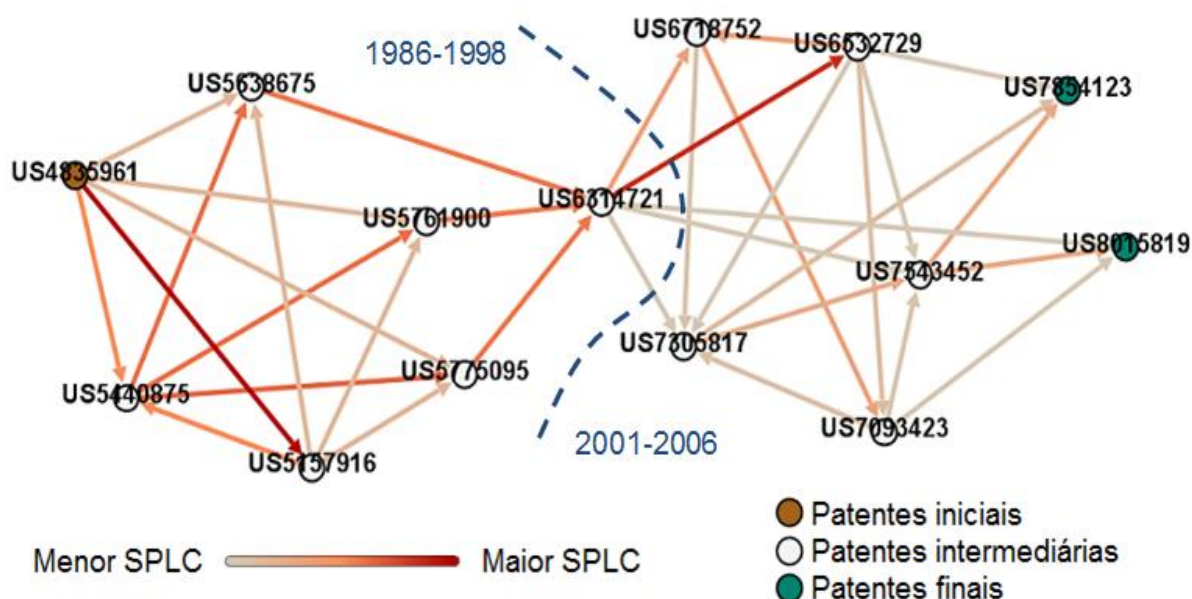 US6718752
US6532729
1986-1998
US5638675
US7854123
US4835961
US6314721
US5761900
US8015819
US7543452
US7305817
US5775095
US5440875
US7093423
US5157916
2001-2006
Menor SPLC
Maior SPLC
Patentes iniciais
Patentes intermediárias
Patentes finais